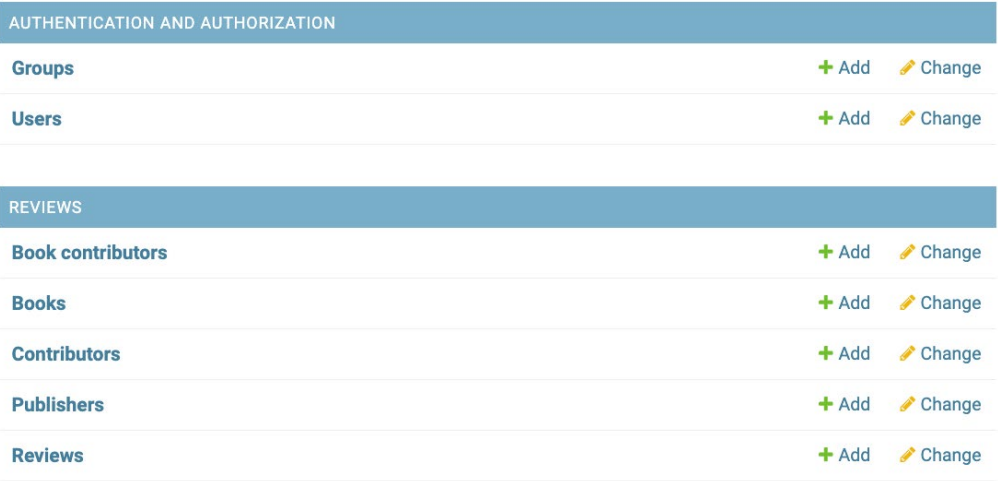 AUTHENTICATION AND AUTHORIZATION
Groups Add Change
Users Add Change
REVIEWS
Book contributors Add Change
Books Add Change
Contributors Add Change
Publishers Add Change
Reviews Add Change